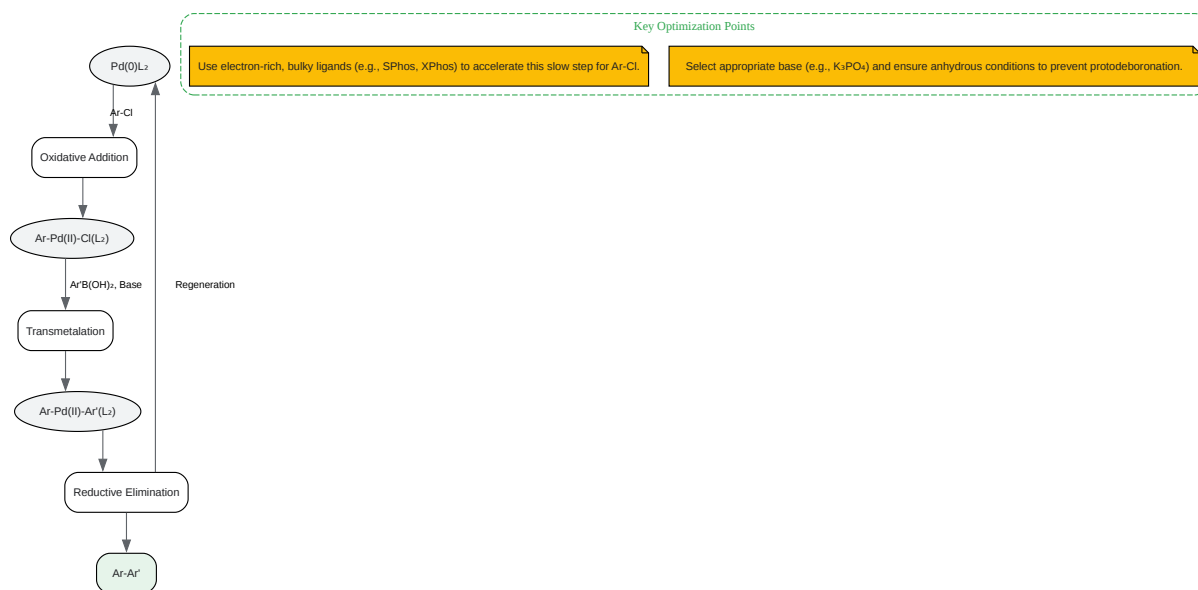 Key Optimization Points
Use electron-rich, bulky ligands (e.g., SPhos, XPhos) to accelerate this slow step for Ar-Cl.
Select appropriate base (e.g., K₃PO₄) and ensure anhydrous conditions to prevent protodeboronation.
Pd(0)L₂
Ar-Cl
Oxidative Addition
Ar-Pd(II)-Cl(L₂)
Ar'B(OH)₂, Base
Regeneration
Transmetalation
Ar-Pd(II)-Ar'(L₂)
Reductive Elimination
Ar-Ar'